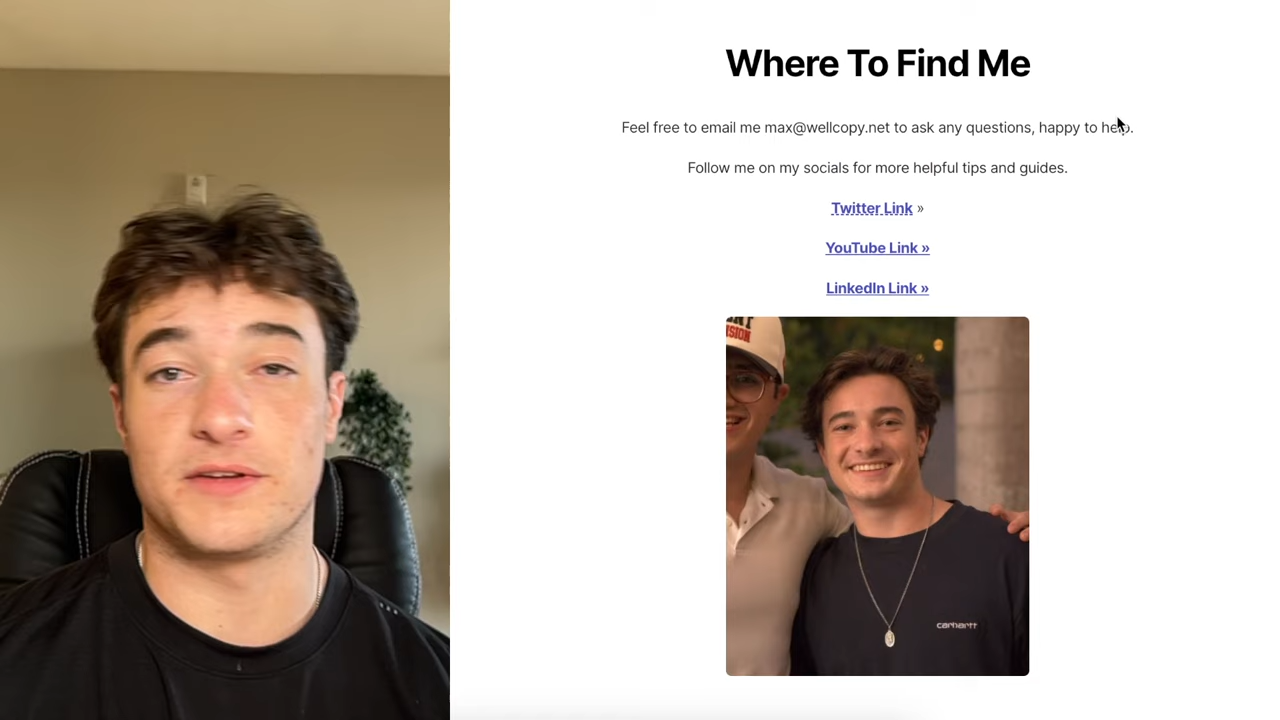 Where To Find Me
Feel free to email me max@wellcopy.net to ask any questions, happy to help.
Follow me on my socials for more helpful tips and guides.
Twitter Link »
YouTube Link »
LinkedIn Link »
SION
carhartt